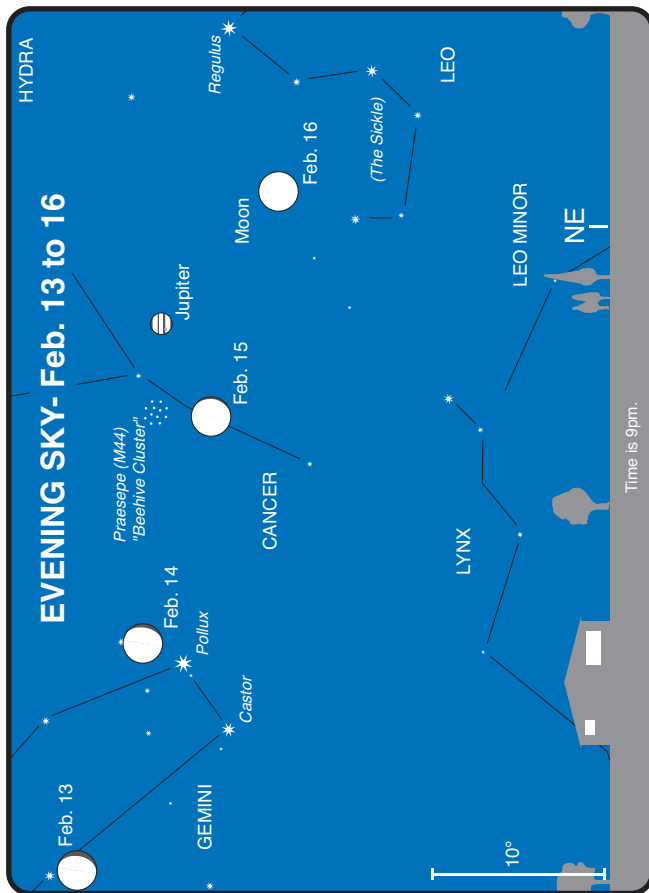 EVENING SKY- Feb. 13 to 16
HYDRA
Regulus
LEO
(The Sickle)
Moon
Feb. 16
Jupiter
LEO MINOR
NE
Praesepe (M44)
"Beehive Cluster"
Feb. 15
CANCER
LYNX
Feb. 14
Pollux
Castor
Feb. 13
GEMINI
10°
Time is 9pm.